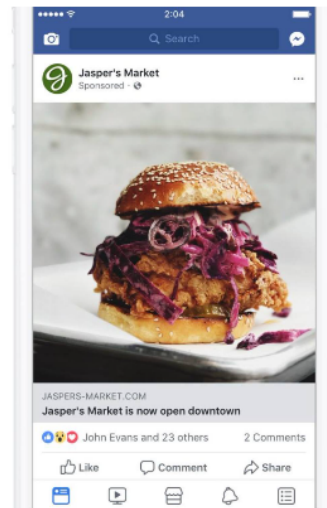 2:04
Search
Jasper's Market
Sponsored ·
JASPERS-MARKET.COM
Jasper's Market is now open downtown
John Evans and 23 others 2 Comments
Like Comment Share